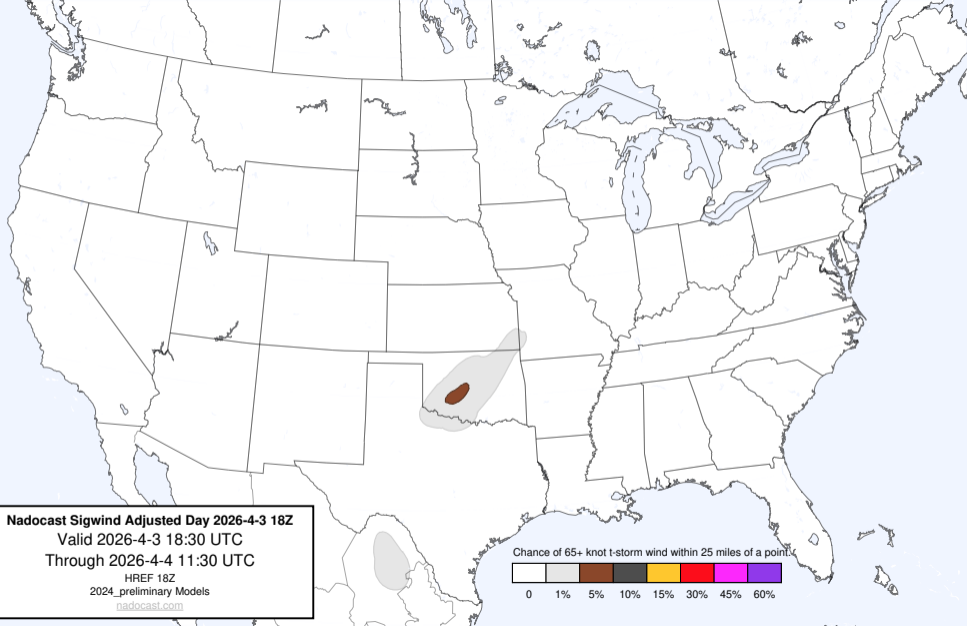 Nadocast Sigwind Adjusted Day 2026-4-3 18Z
Valid 2026-4-3 18:30 UTC
Through 2026-4-4 11:30 UTC
HREF 18Z
2024_preliminary Models
nadocast.com
Chance of 65+ knot t-storm wind within 25 miles of a point.
0 1% 5% 10% 15% 30% 45% 60%